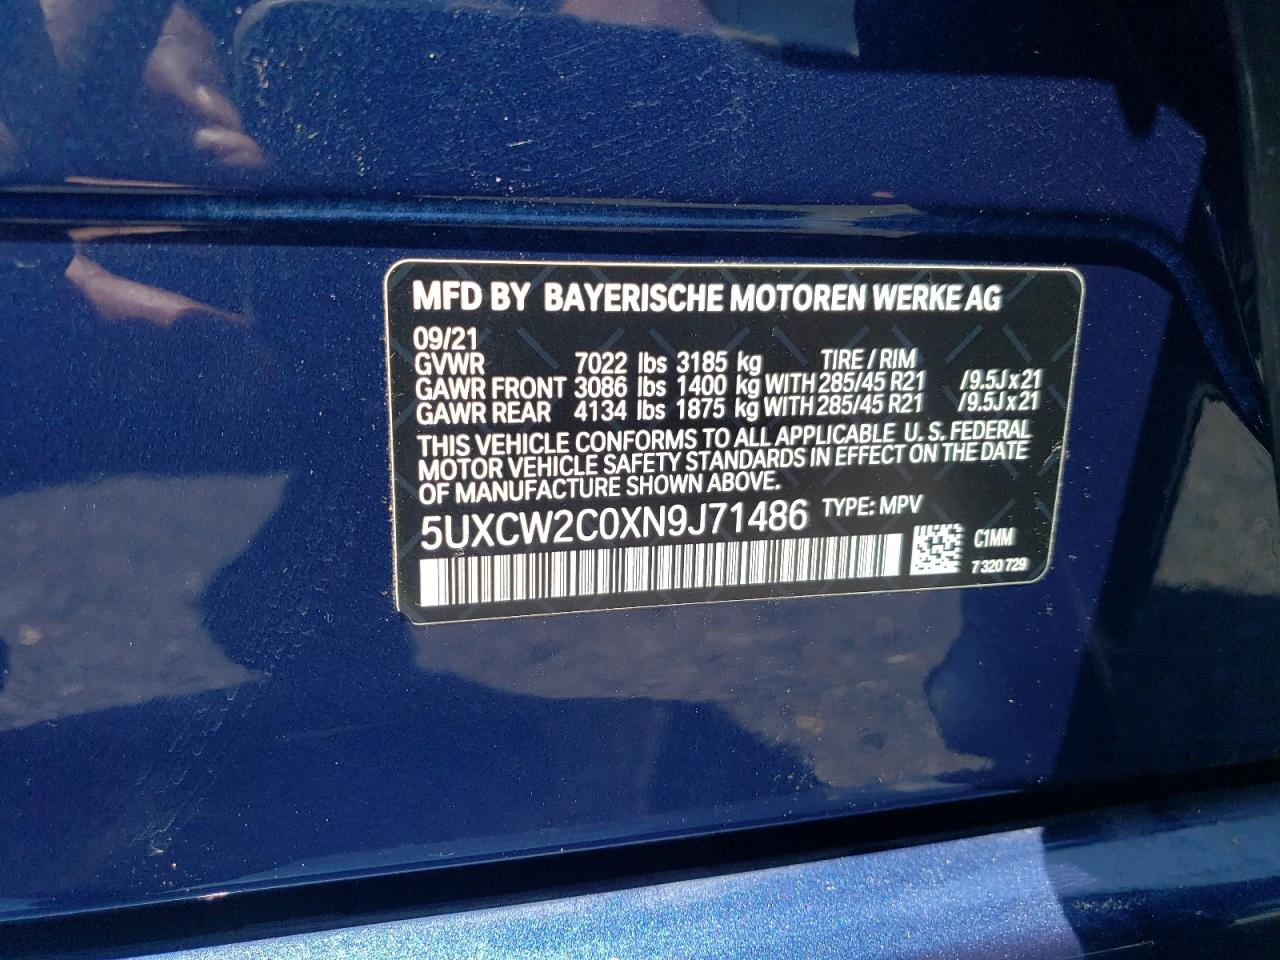 MFD BY BAYERISCHE MOTOREN WERKE AG
09/21
GVWR 7022 lbs 3185 kg TIRE / RIM
GAWR FRONT 3086 lbs 1400 kg WITH 285/45 R21 /9.5J x 21
GAWR REAR 4134 lbs 1875 kg WITH 285/45 R21 /9.5J x 21
THIS VEHICLE CONFORMS TO ALL APPLICABLE U.S. FEDERAL
MOTOR VEHICLE SAFETY STANDARDS IN EFFECT ON THE DATE
OF MANUFACTURE SHOWN ABOVE.
5UXCW2C0XN9J71486 TYPE: MPV
C1MM
7 320 729